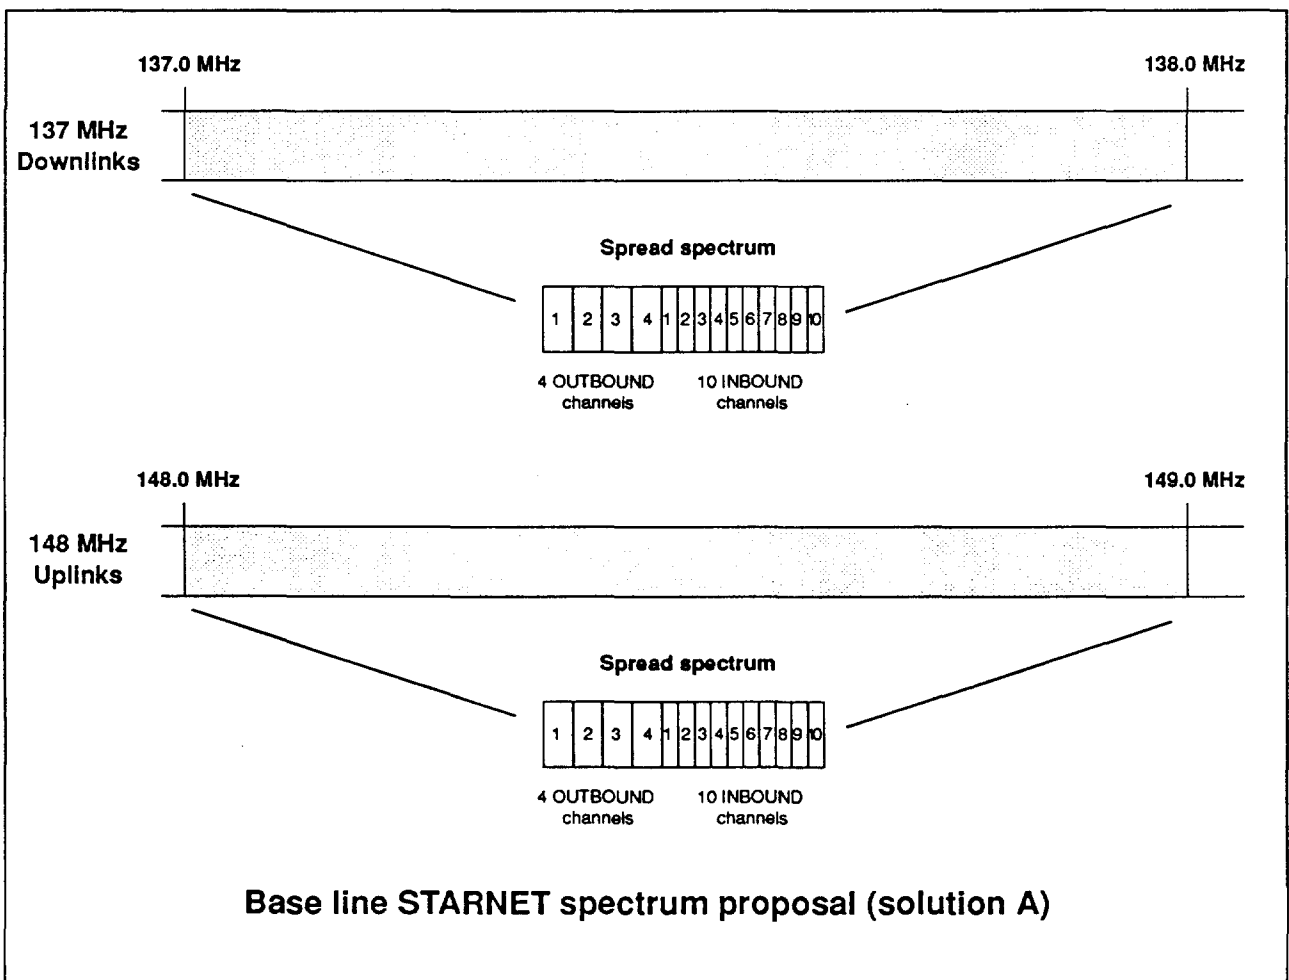 137.0 MHz 138.0 MHz
137 MHz
Downlinks
Spread spectrum
1 2 3 4 1 2 3 4 5 6 7 8 9 10
4 OUTBOUND channels
10 INBOUND channels
148.0 MHz 149.0 MHz
148 MHz
Uplinks
Spread spectrum
1 2 3 4 1 2 3 4 5 6 7 8 9 10
4 OUTBOUND channels
10 INBOUND channels
Base line STARNET spectrum proposal (solution A)